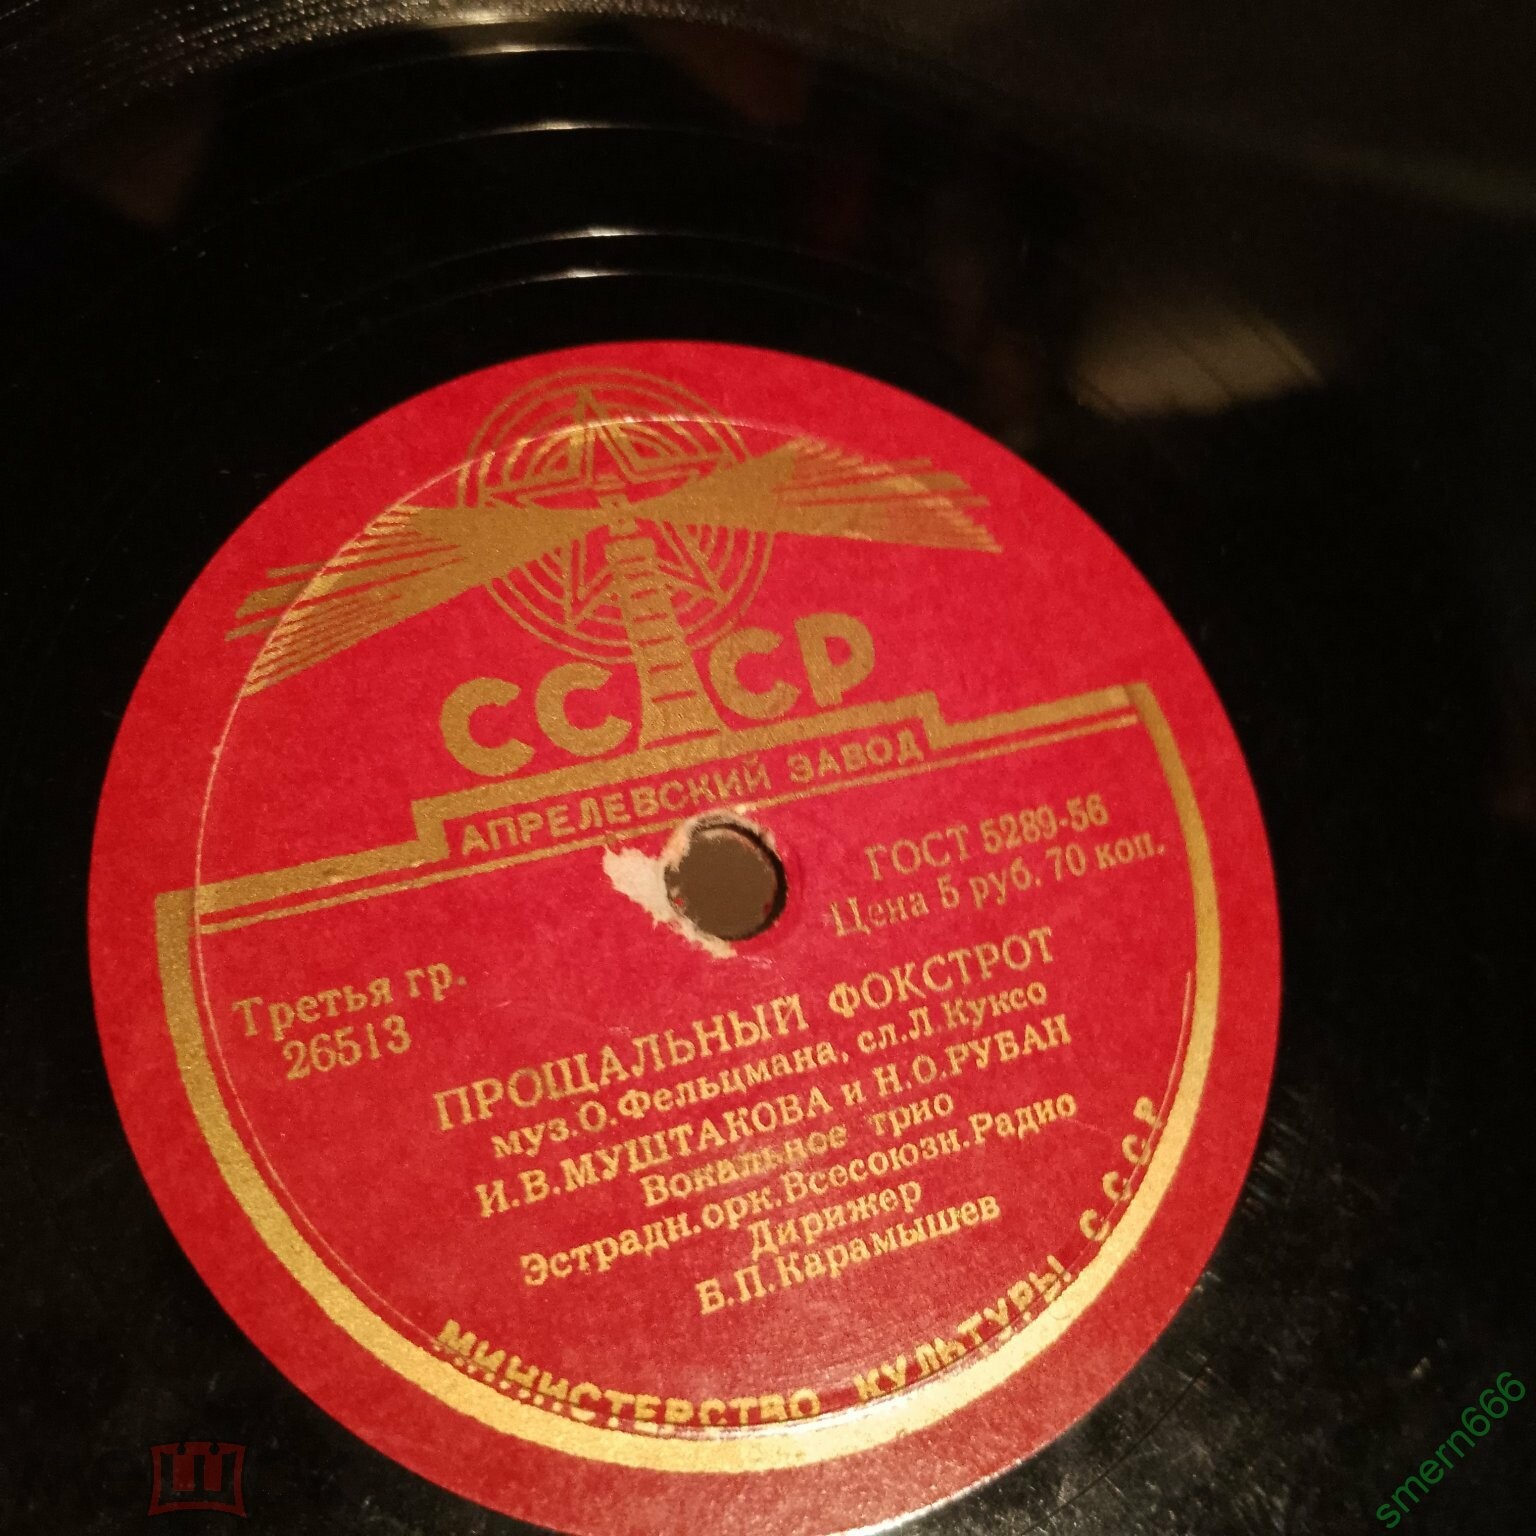 СССР
АПРЕЛЕВСКИЙ ЗАВОД
ГОСТ 5289-56
Цена 5 руб. 70 коп.
Третья гр.
26513
ПРОЩАЛЬНЫЙ ФОКСТРОТ
муз.О.Фельцмана, сл.Л.Куксо
И.В.МУШТАКОВА и Н.О.РУБАН
Вокальное трио
Эстрадн.орк.Всесоюзн.Радио
Дирижер
Б.П.Карамышев
МИНИСТЕРСТВО КУЛЬТУРЫ СССР
smern666